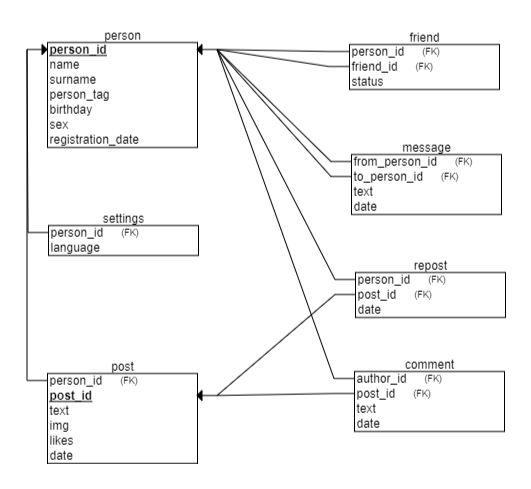 person
person_id
name
surname
person_tag
birthday
sex
registration_date
friend
person_id (FK)
friend_id (FK)
status
message
from_person_id (FK)
to_person_id (FK)
text
date
settings
person_id (FK)
language
repost
person_id (FK)
post_id (FK)
date
post
person_id (FK)
post_id
text
img
likes
date
comment
author_id (FK)
post_id (FK)
text
date